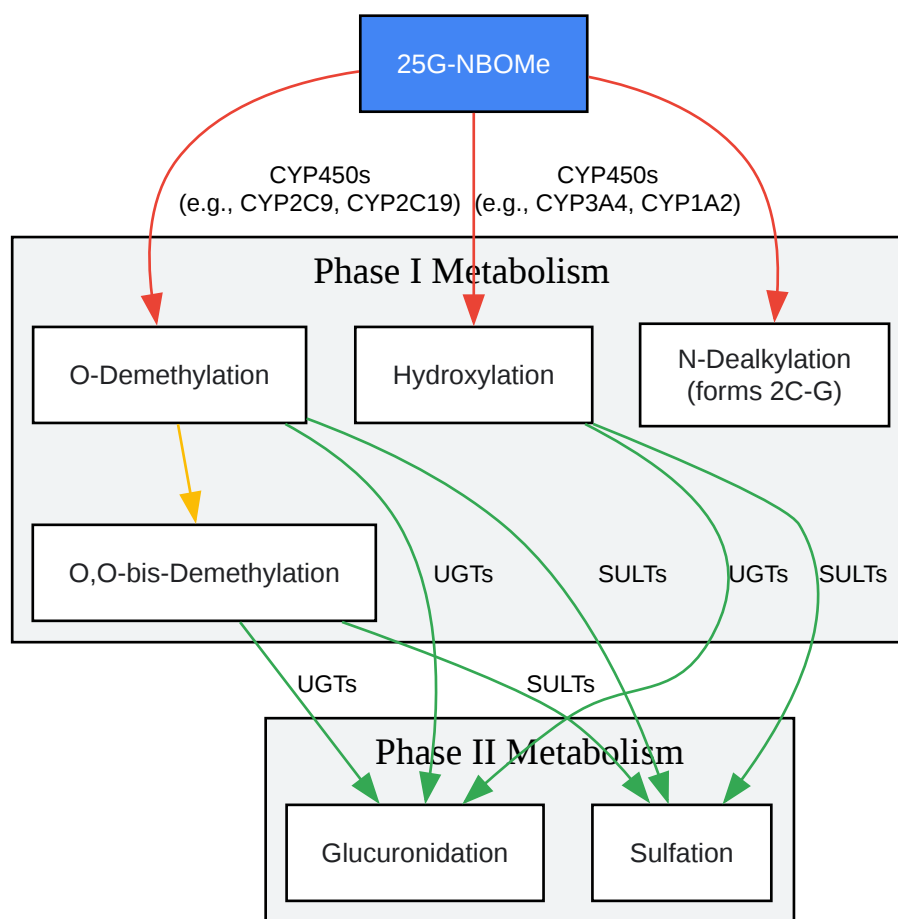 25G-NBOMe
CYP450s
(e.g., CYP2C9, CYP2C19)
CYP450s
(e.g., CYP3A4, CYP1A2)
Phase I Metabolism
O-Demethylation
Hydroxylation
N-Dealkylation
(forms 2C-G)
O,O-bis-Demethylation
UGTs
SULTs
UGTs
SULTs
UGTs
SULTs
Phase II Metabolism
Glucuronidation
Sulfation